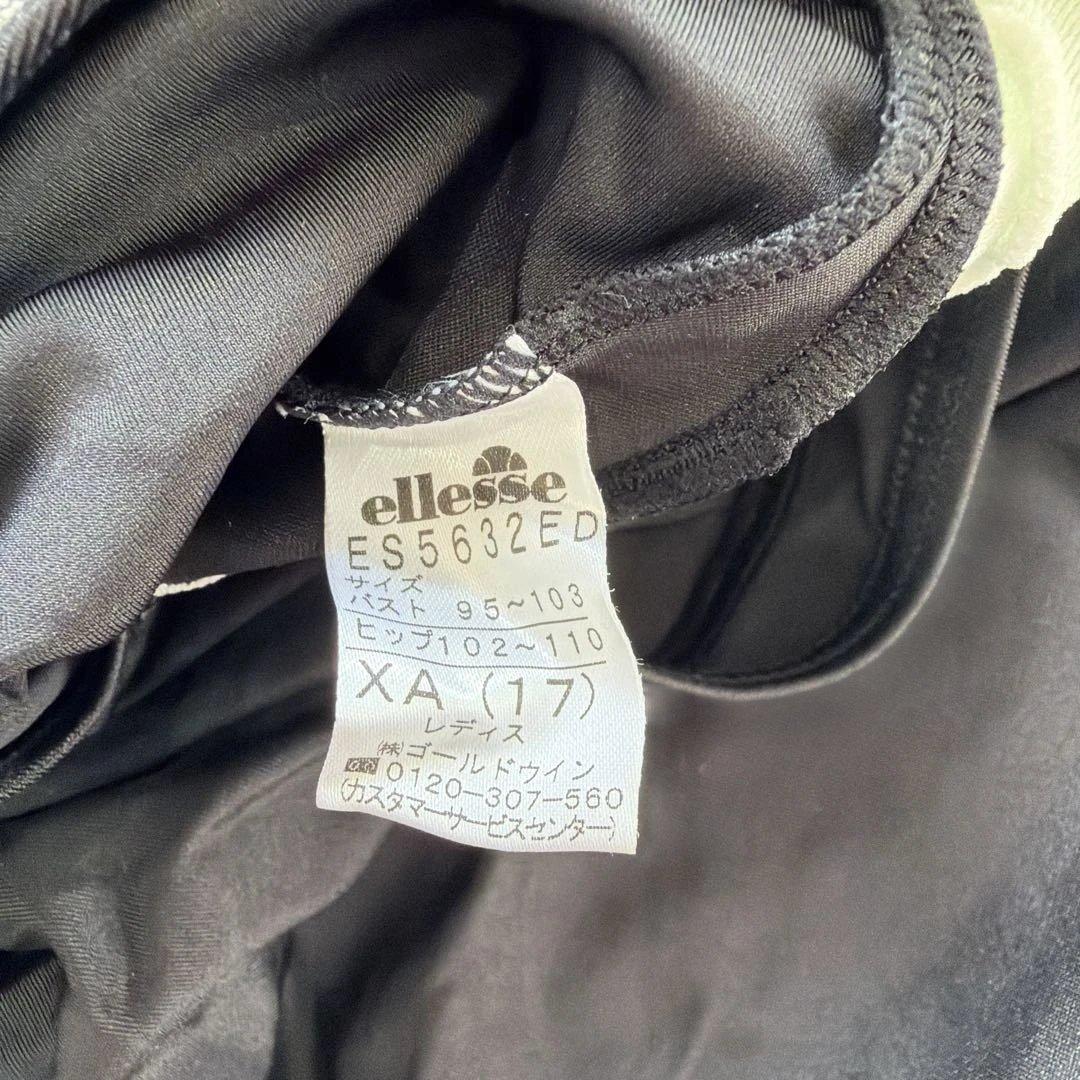 ellesse
ES5632ED
サイズ
バスト 95~103
ヒップ102~110
XA (17)
レディス
㈱ゴールドウイン
0120-307-560
(カスタマーサービスセンター)